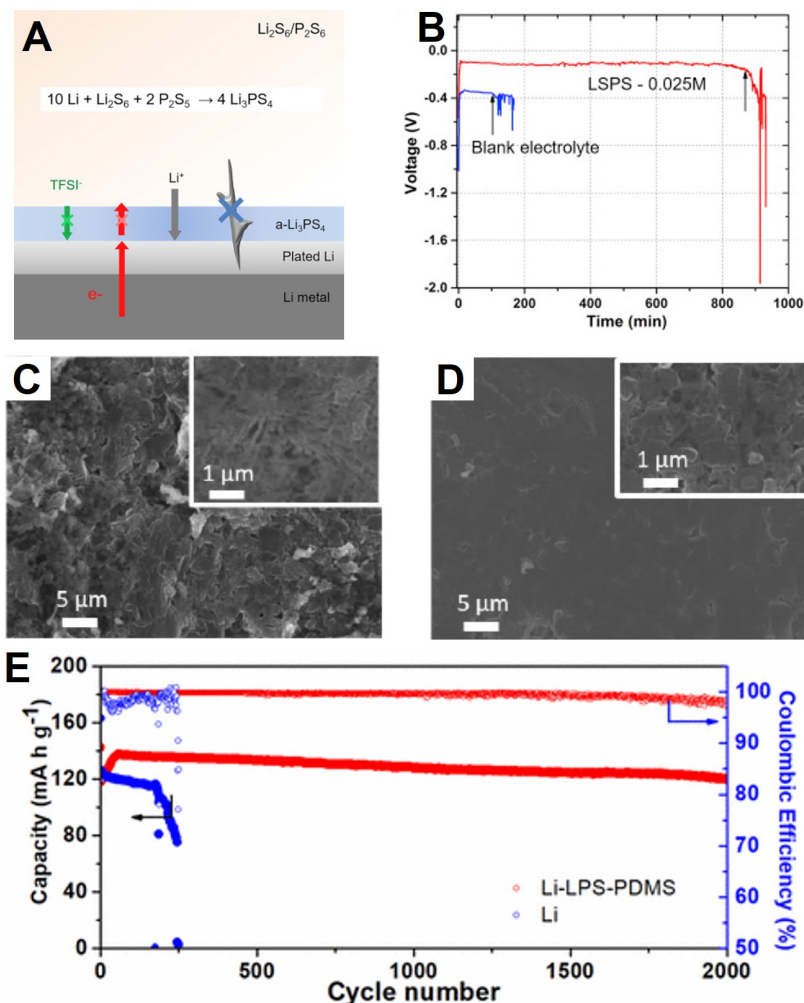 A
Li₂S₆/P₂S₆
10 Li + Li₂S₆ + 2 P₂S₅ → 4 Li₃PS₄
TFSI⁻
Li⁺
a-Li₃PS₄
Plated Li
e-
Li metal
B
Voltage (V)
0.0
-0.4
-0.8
-1.2
-1.6
-2.0
LSPS - 0.025M
Blank electrolyte
0 200 400 600 800 1000
Time (min)
C
1 μm
5 μm
D
1 μm
5 μm
E
Capacity (mA h g⁻¹)
200
160
120
80
40
0
Coulombic Efficiency (%)
100
90
85
80
70
60
50
Li-LPS-PDMS
Li
0 500 1000 1500 2000
Cycle number